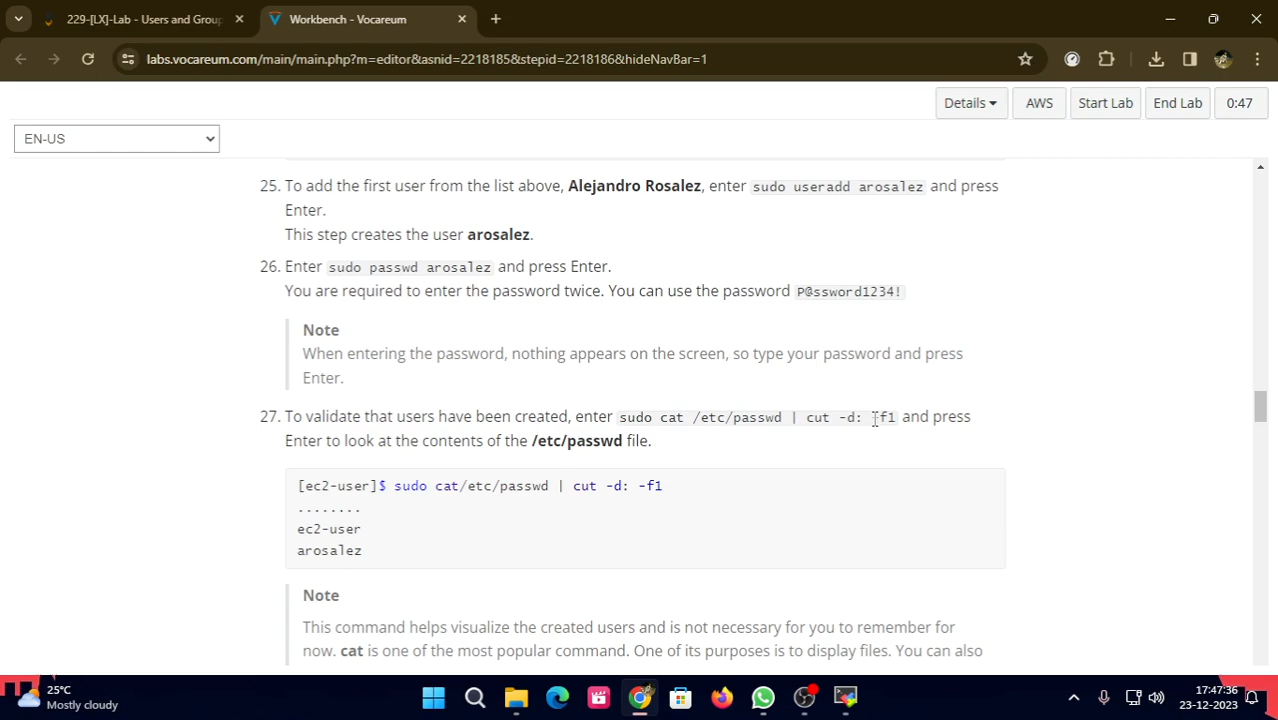 229-[LX]-Lab - Users and Group
Workbench - Vocareum
labs.vocareum.com/main/main.php?m=editor&asnid=2218185&stepid=2218186&hideNavBar=1
Details AWS Start Lab End Lab 0:47
EN-US
25. To add the first user from the list above, Alejandro Rosalez, enter sudo useradd arosalez and press
Enter.
This step creates the user arosalez.
26. Enter sudo passwd arosalez and press Enter.
You are required to enter the password twice. You can use the password P@ssword1234!
Note
When entering the password, nothing appears on the screen, so type your password and press
Enter.
27. To validate that users have been created, enter sudo cat /etc/passwd | cut -d: -f1 and press
Enter to look at the contents of the /etc/passwd file.
[ec2-user]$ sudo cat/etc/passwd | cut -d: -f1
........
ec2-user
arosalez
Note
This command helps visualize the created users and is not necessary for you to remember for
now. cat is one of the most popular command. One of its purposes is to display files. You can also
25°C
Mostly cloudy
17:47:36
23-12-2023